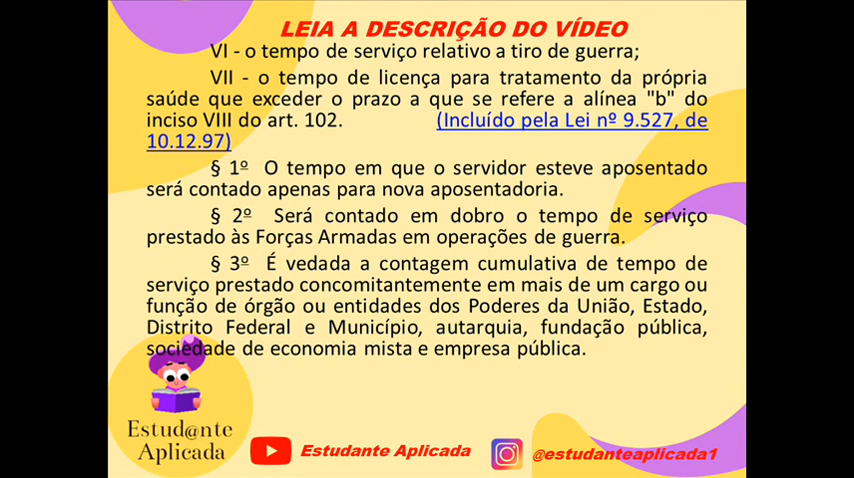 LEIA A DESCRIÇÃO DO VÍDEO
VI - o tempo de serviço relativo a tiro de guerra;
VII - o tempo de licença para tratamento da própria
saúde que exceder o prazo a que se refere a alínea "b" do
inciso VIII do art. 102. (Incluído pela Lei nº 9.527, de
10.12.97)
§ 1º O tempo em que o servidor esteve aposentado
será contado apenas para nova aposentadoria.
§ 2º Será contado em dobro o tempo de serviço
prestado às Forças Armadas em operações de guerra.
§ 3º É vedada a contagem cumulativa de tempo de
serviço prestado concomitantemente em mais de um cargo ou
função de órgão ou entidades dos Poderes da União, Estado,
Distrito Federal e Município, autarquia, fundação pública,
sociedade de economia mista e empresa pública.
Estud@nte
Aplicada
Estudante Aplicada
@estudanteaplicada1